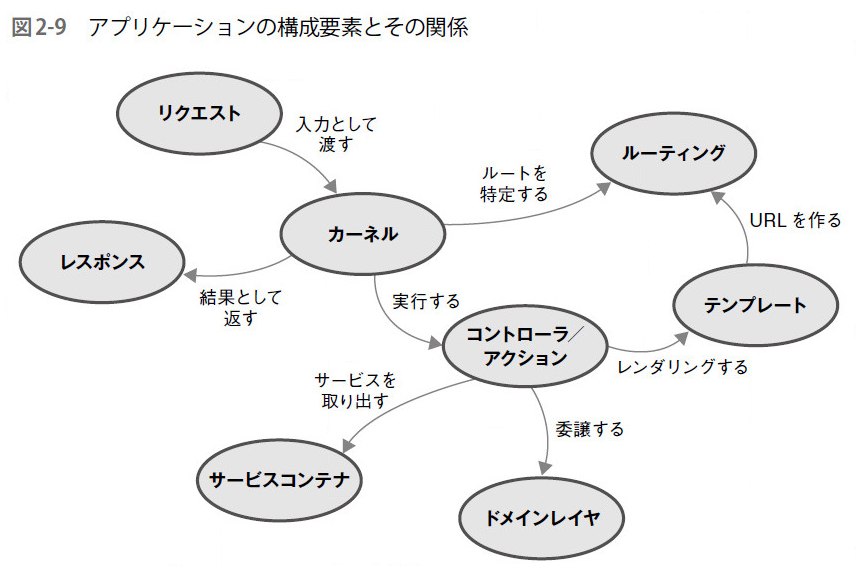 図2-9 アプリケーションの構成要素とその関係
リクエスト
入力として
渡す
ルーティング
ルートを
特定する
カーネル
URLを作る
レスポンス
結果として
返す
実行する
テンプレート
コントローラ／
アクション
レンダリングする
サービスを
取り出す
委譲する
サービスコンテナ
ドメインレイヤ